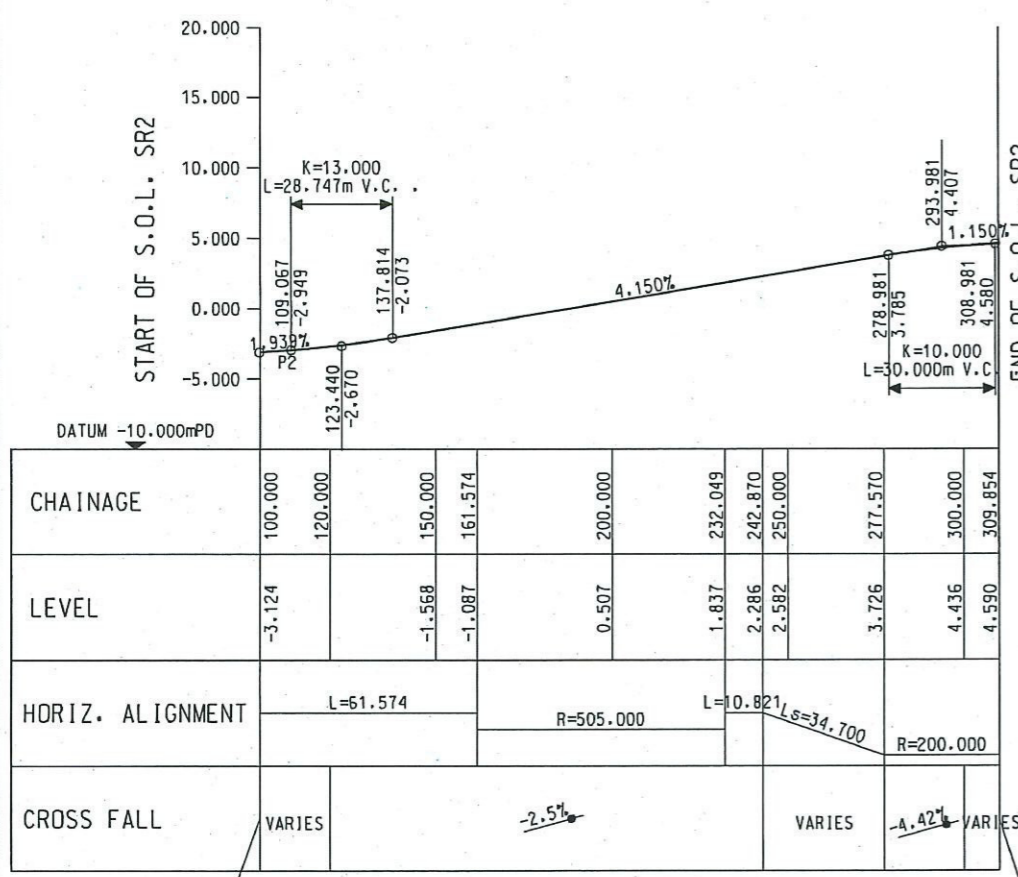 20.000
15.000
10.000
5.000
0.000
-5.000
START OF S.O.L. SR2
K=13.000
L=28.747m V.C. .
109.067
-2.949
137.814
-2.073
1.939%
P2
123.440
-2.670
4.150%
293.981
4.407
1.150%
278.981
3.785
308.981
4.580
K=10.000
L=30.000m V.C.
END OF S.O.L. SR2
DATUM -10.000mPD
CHAINAGE 100.000 120.000 150.000 161.574 200.000 232.049 242.870 250.000 277.570 300.000 309.854
LEVEL -3.124 -1.568 -1.087 0.507 1.837 2.286 2.582 3.726 4.436 4.590
HORIZ. ALIGNMENT L=61.574 R=505.000 L=10.821 Ls=34.700 R=200.000
CROSS FALL VARIES -2.5% VARIES -4.42% VARIES